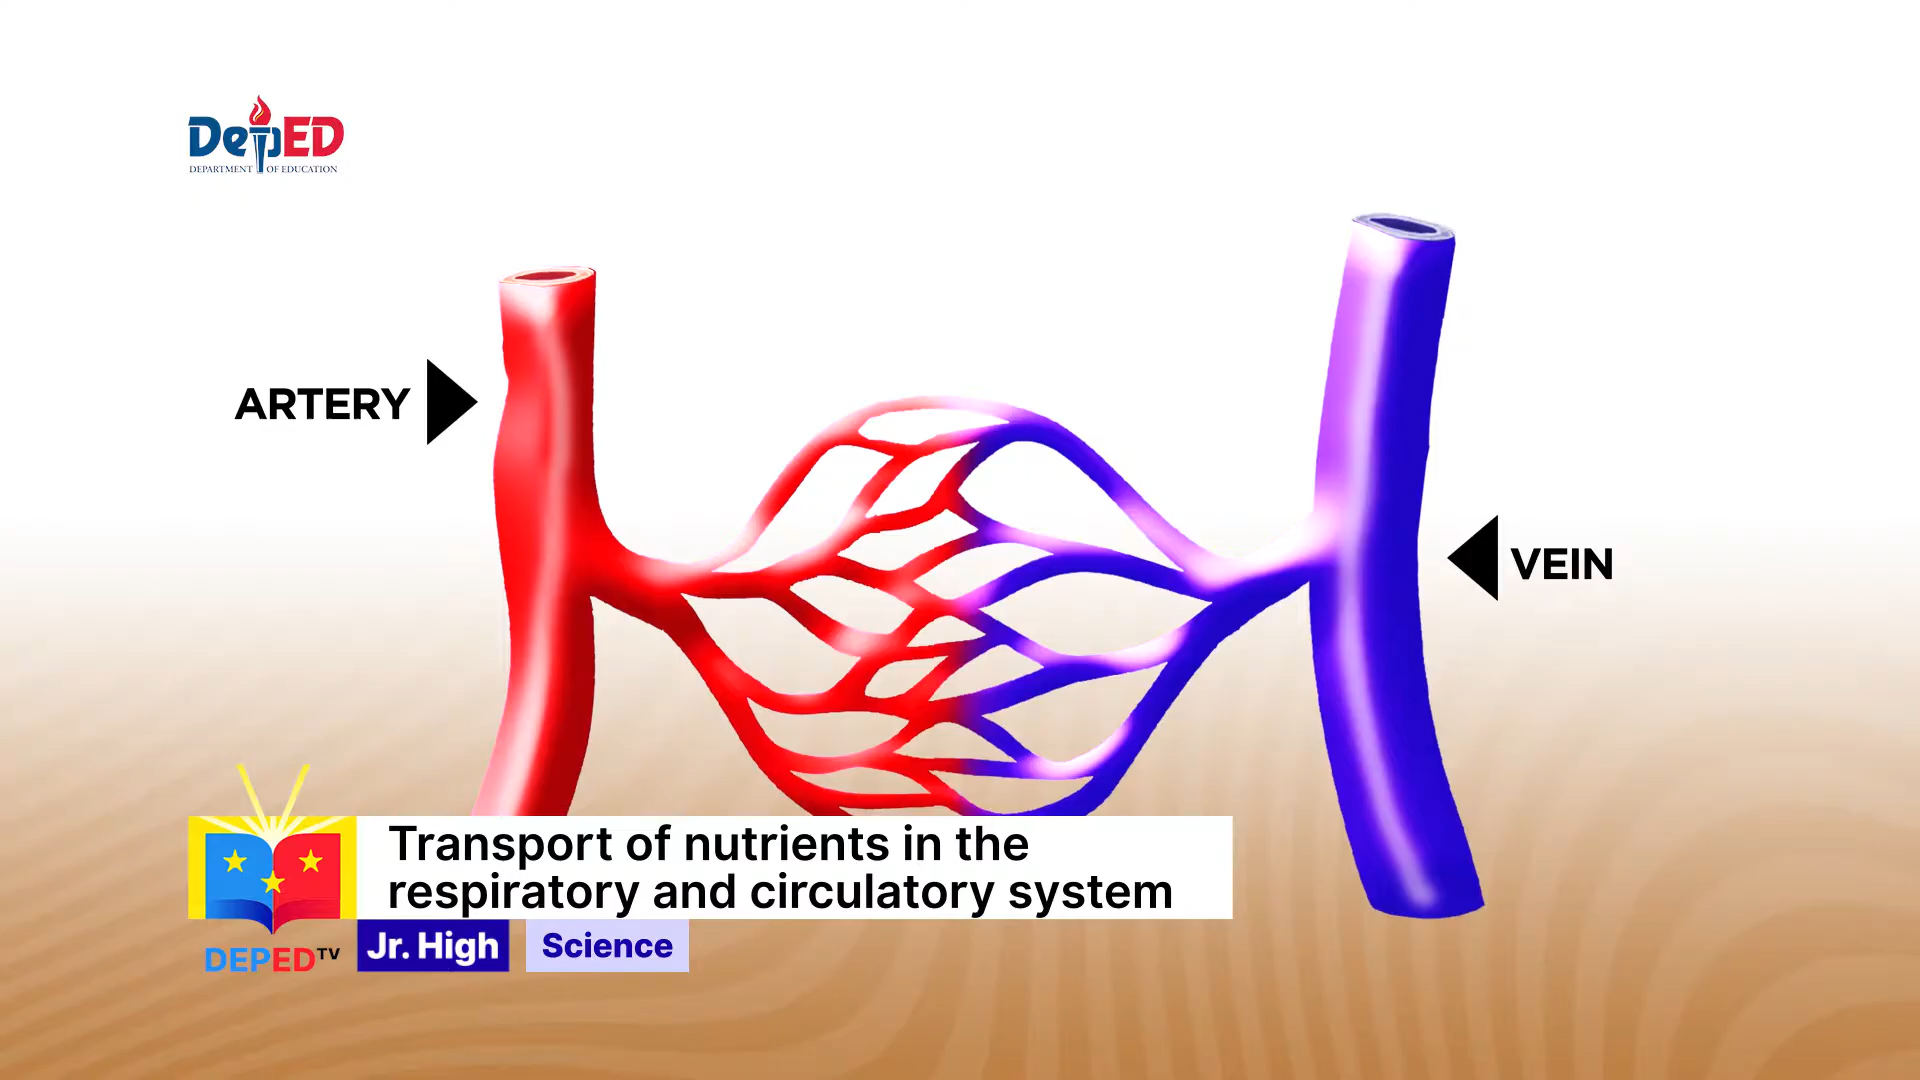 DepED
DEPARTMENT OF EDUCATION
ARTERY
VEIN
Transport of nutrients in the
respiratory and circulatory system
DEPED TV
Jr. High
Science